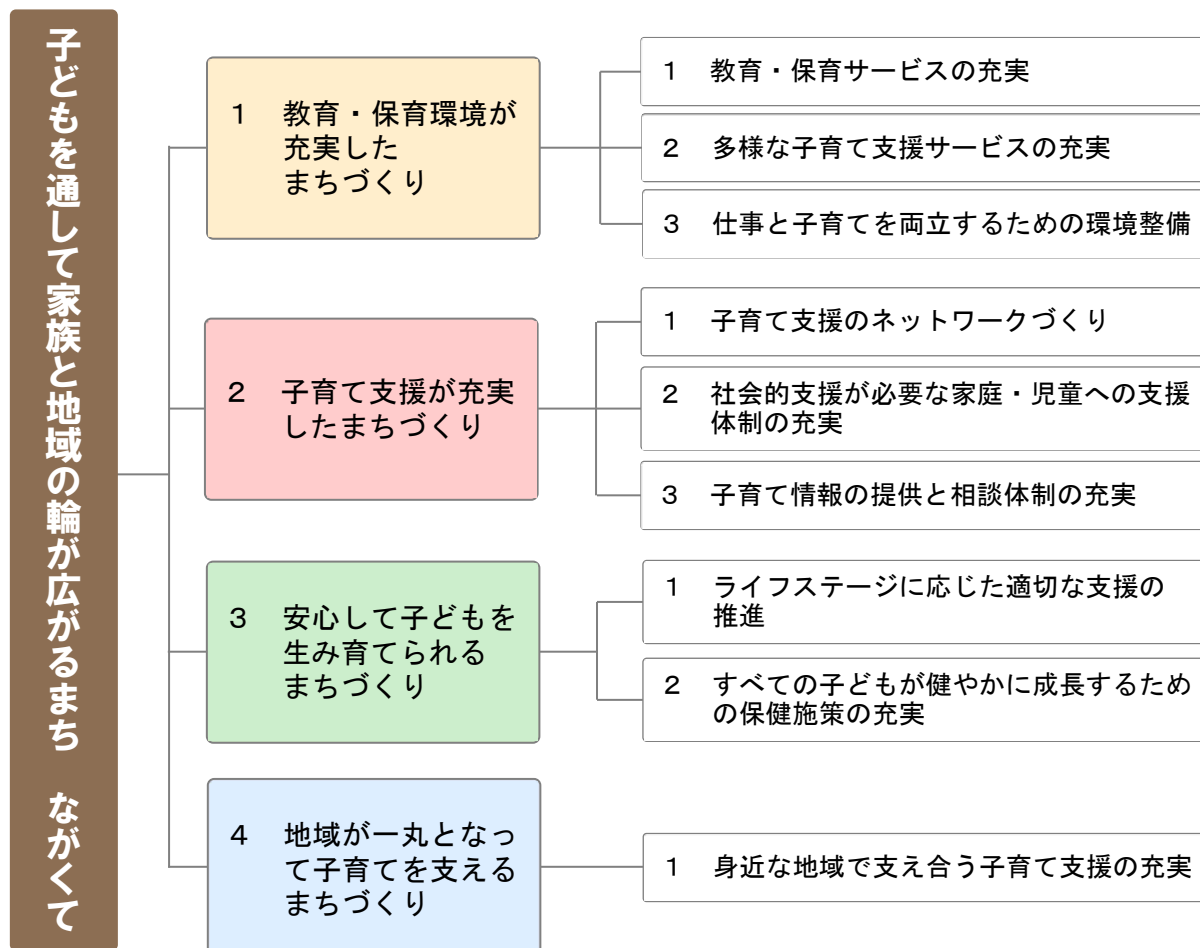 子どもを通して家族と地域の輪が広がるまち　ながくて
１　教育・保育環境が
充実した
まちづくり
１　教育・保育サービスの充実
２　多様な子育て支援サービスの充実
３　仕事と子育てを両立するための環境整備
２　子育て支援が充実
したまちづくり
１　子育て支援のネットワークづくり
２　社会的支援が必要な家庭・児童への支援
体制の充実
３　子育て情報の提供と相談体制の充実
３　安心して子どもを
生み育てられる
まちづくり
１　ライフステージに応じた適切な支援の
推進
２　すべての子どもが健やかに成長するため
の保健施策の充実
４　地域が一丸となっ
て子育てを支える
まちづくり
１　身近な地域で支え合う子育て支援の充実